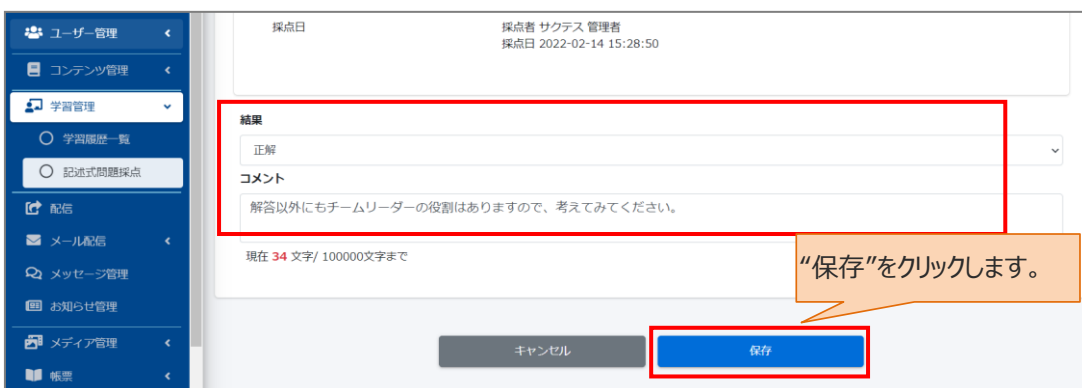 ユーザー管理
コンテンツ管理
学習管理
学習履歴一覧
記述式問題採点
配信
メール配信
メッセージ管理
お知らせ管理
メディア管理
帳票
採点日
採点者 サクテス 管理者
採点日 2022-02-14 15:28:50
結果
正解
コメント
解答以外にもチームリーダーの役割はありますので、考えてみてください。
現在 34 文字/ 100000文字まで
“保存”をクリックします。
キャンセル
保存